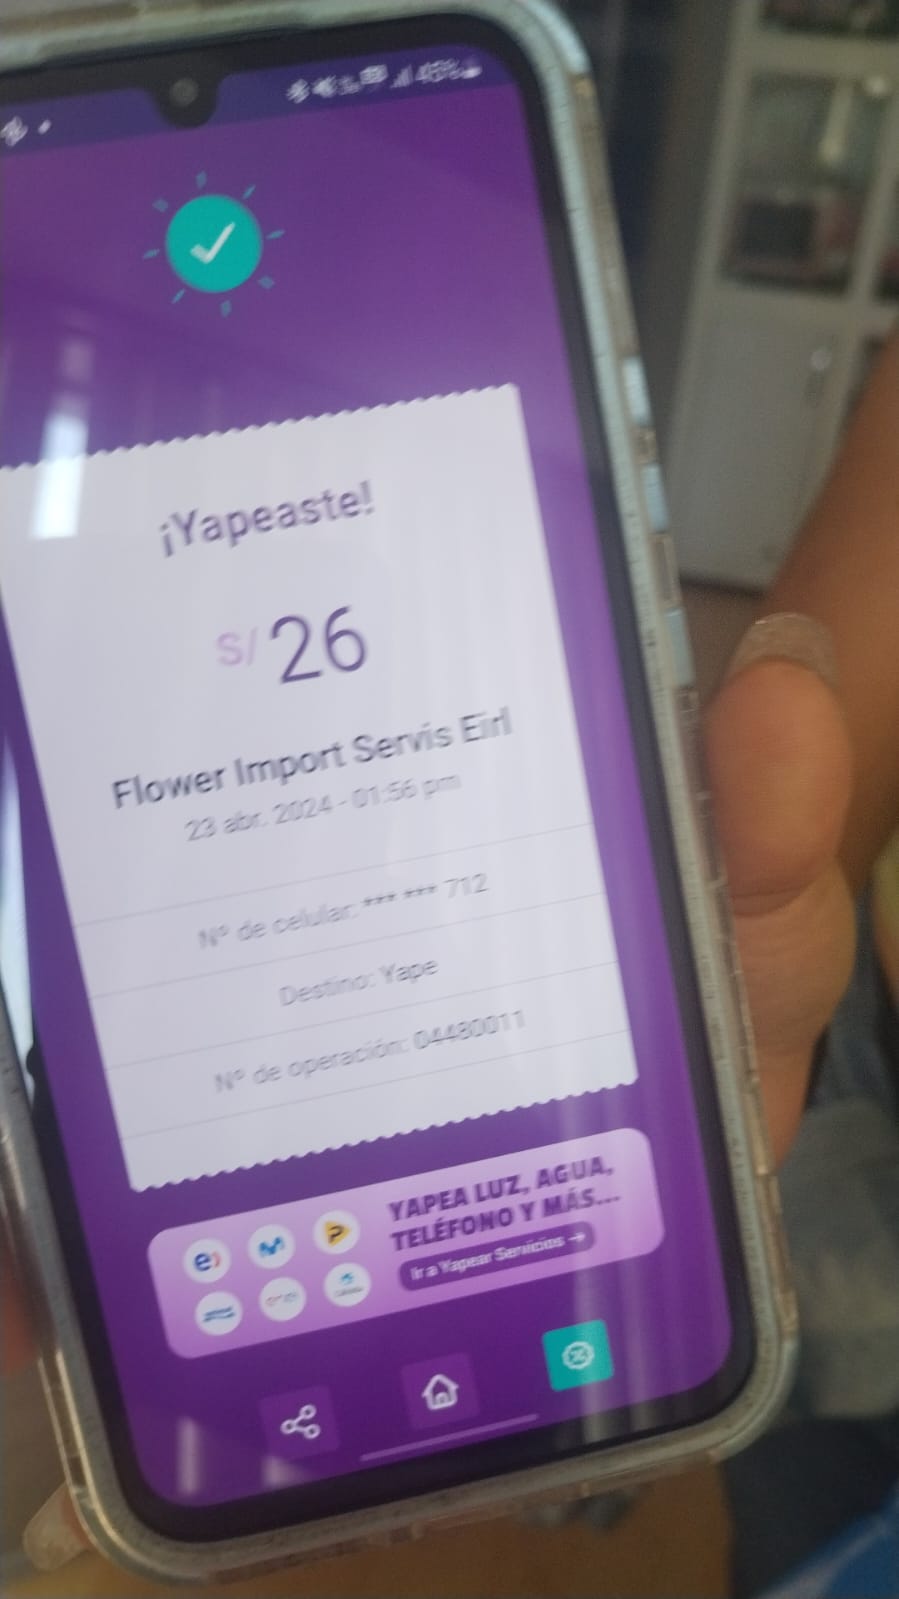 46%
¡Yapeaste!
S/ 26
Flower Import Servis Eirl
23 abr. 2024 - 01:56 pm
Nº de celular: *** *** 712
Destino: Yape
Nº de operación: 04480011
YAPEA LUZ, AGUA,
TELÉFONO Y MÁS...
Ir a Yapear Servicios →